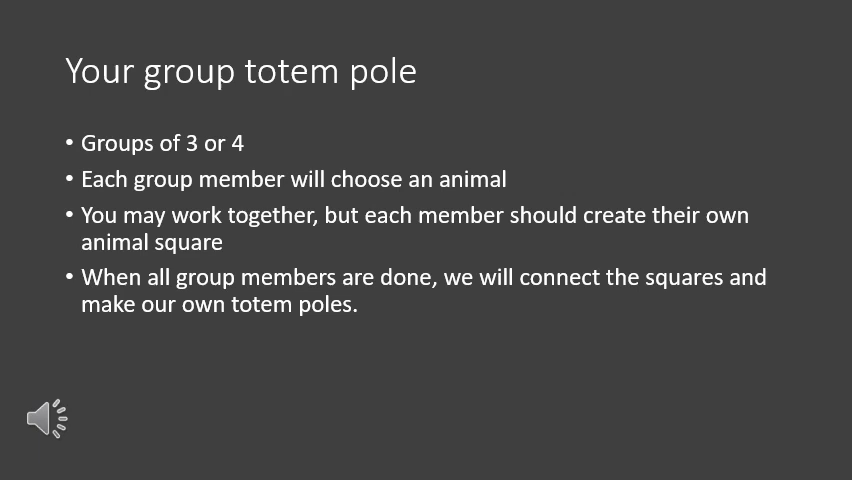 Your group totem pole
• Groups of 3 or 4
• Each group member will choose an animal
• You may work together, but each member should create their own
animal square
• When all group members are done, we will connect the squares and
make our own totem poles.